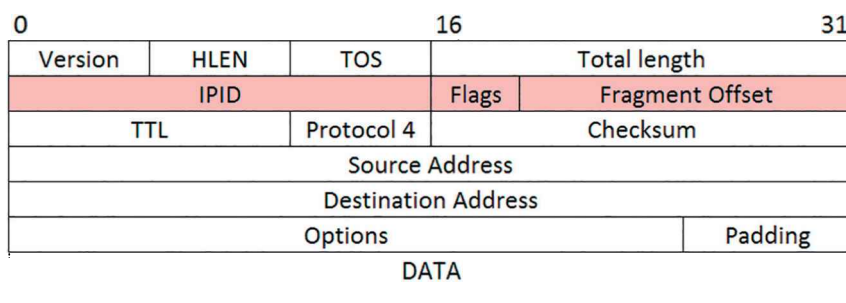 0 16 31
Version HLEN TOS Total length
IPID Flags Fragment Offset
TTL Protocol 4 Checksum
Source Address
Destination Address
Options Padding
DATA